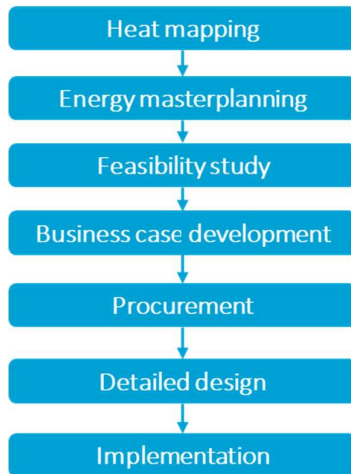 Heat mapping
Energy masterplanning
Feasibility study
Business case development
Procurement
Detailed design
Implementation